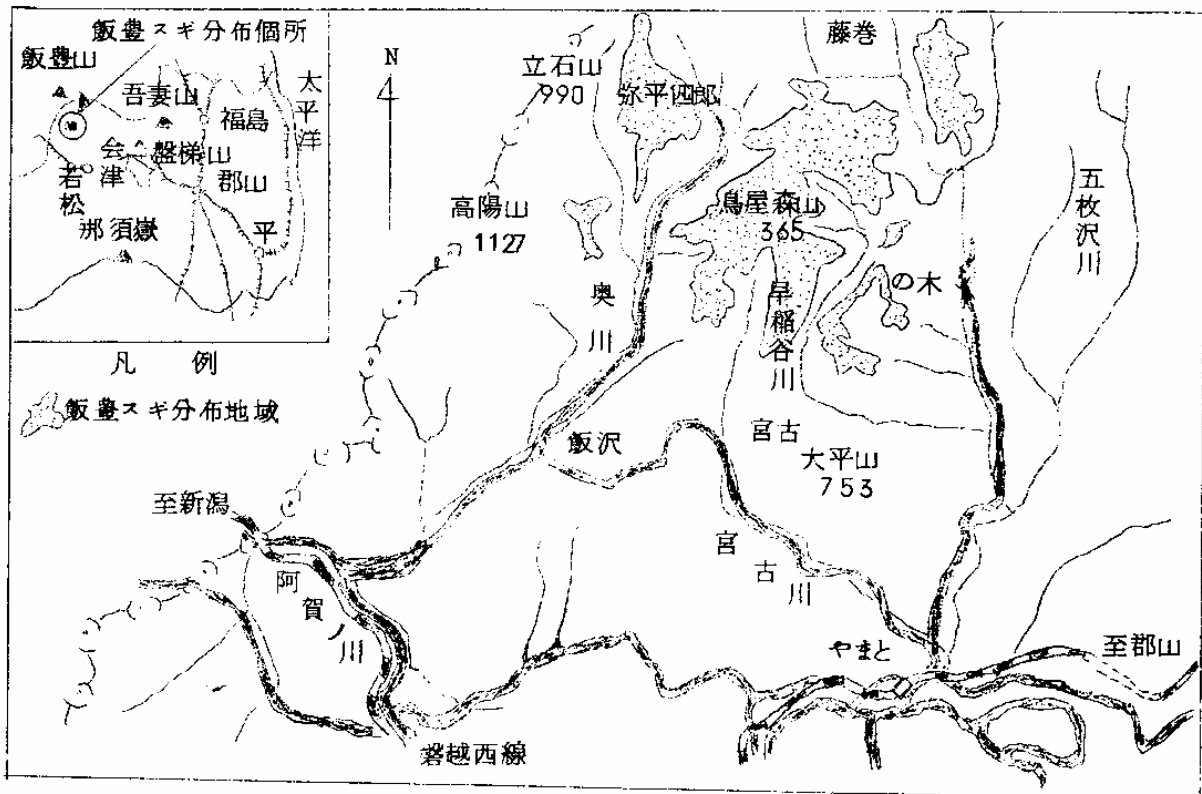 飯豊スギ分布個所
飯豊山
吾妻山
福島
太平洋
会津
若松
盤梯山
郡山
那須嶽
平
凡 例
飯豊スギ分布地域
N
立石山
990
弥平四郎
藤巻
高陽山
1127
鳥屋森山
365
五枚沢川
の木
奥川
早稲谷川
飯沢
宮古
大平山
753
至新潟
阿賀ノ川
宮古川
やまと
至郡山
磐越西線